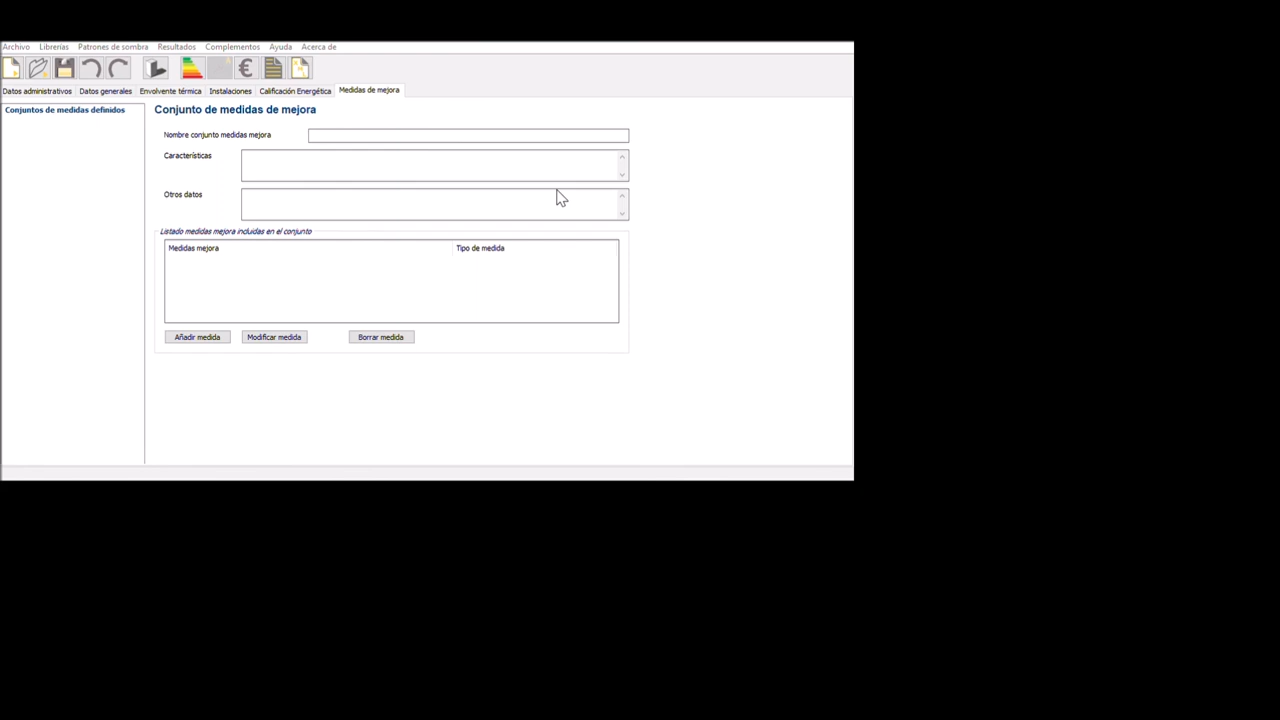 Archivo Librerías Patrones de sombra Resultados Complementos Ayuda Acerca de
Datos administrativos Datos generales Envolvente térmica Instalaciones Calificación Energética Medidas de mejora
Conjuntos de medidas definidos
Conjunto de medidas de mejora
Nombre conjunto medidas mejora
Características
Otros datos
Listado medidas mejora incluidas en el conjunto
Medidas mejora Tipo de medida
Añadir medida Modificar medida Borrar medida